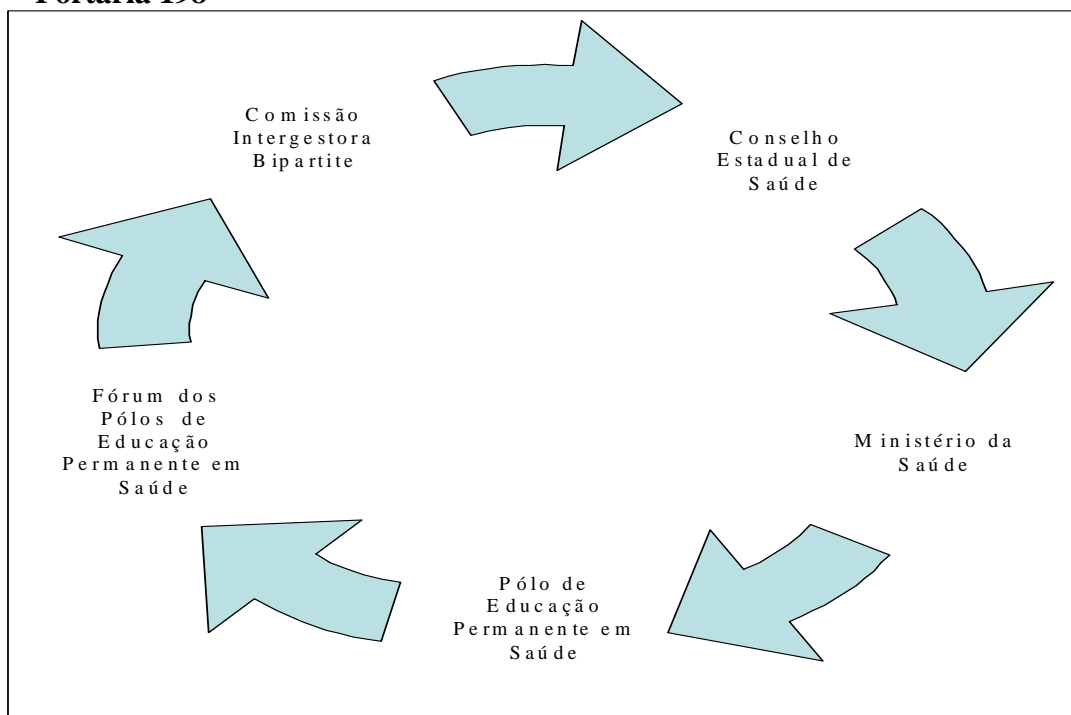 Portaria 198
Comissão
Intergestora
Bipartite
Conselho
Estadual de
Saúde
Ministério da
Saúde
Pólo de
Educação
Permanente em
Saúde
Fórum dos
Pólos de
Educação
Permanente em
Saúde